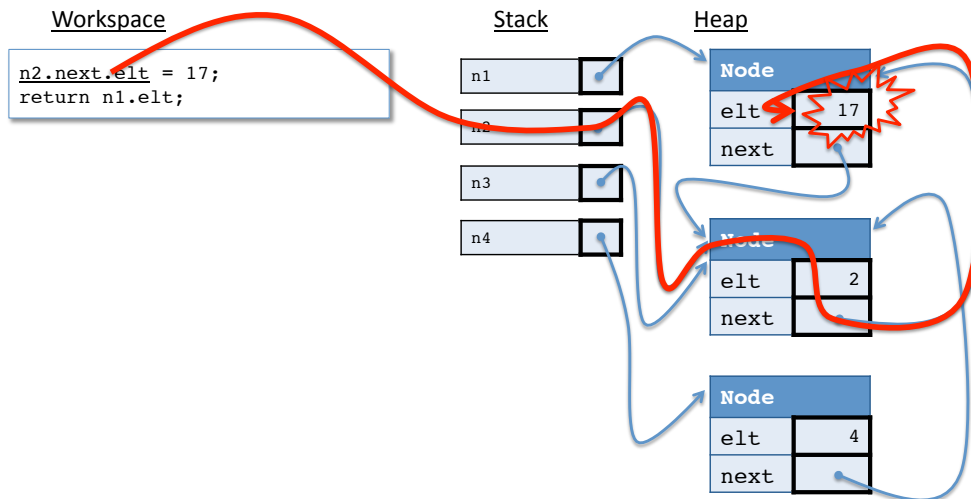 Workspace
Stack
Heap
n2.next.elt = 17;
return n1.elt;
n1
n2
n3
n4
Node
elt 17
next
Node
elt 2
next
Node
elt 4
next